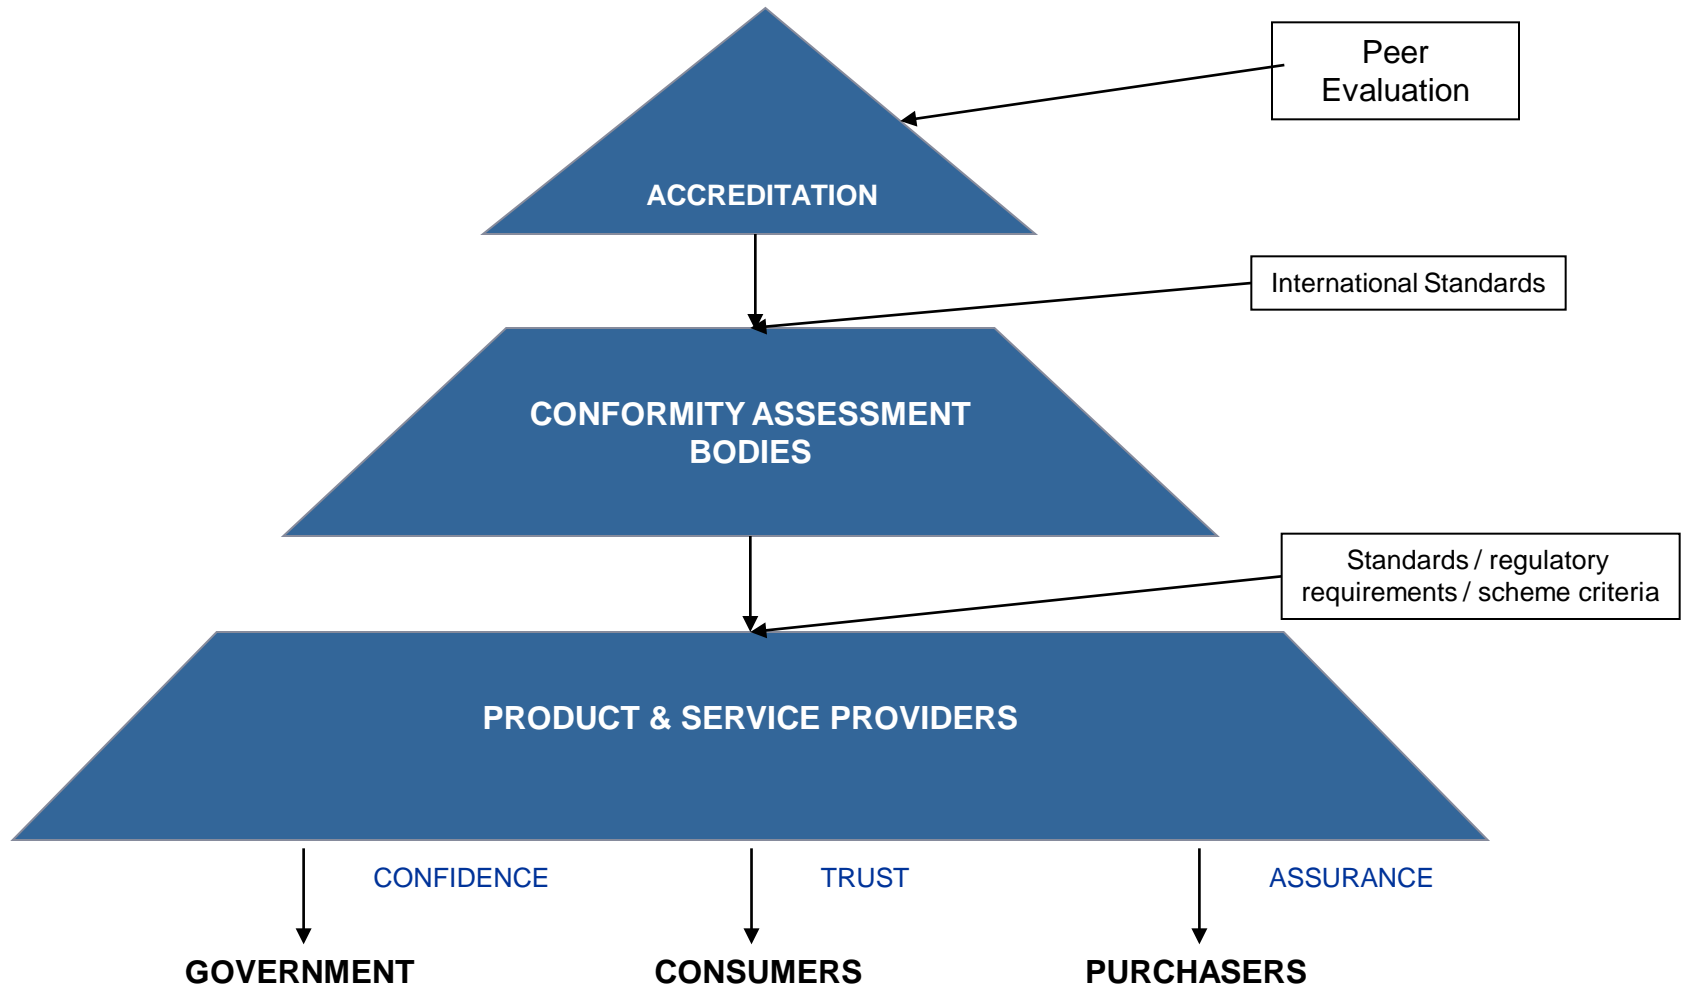 Peer
Evaluation
ACCREDITATION
International Standards
CONFORMITY ASSESSMENT
BODIES
Standards / regulatory
requirements / scheme criteria
PRODUCT & SERVICE PROVIDERS
CONFIDENCE
TRUST
ASSURANCE
GOVERNMENT
CONSUMERS
PURCHASERS